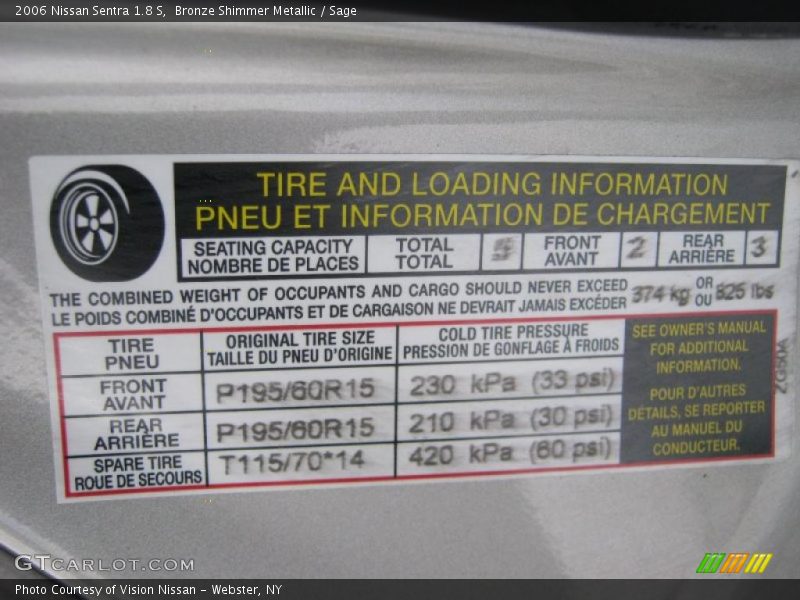 2006 Nissan Sentra 1.8 S,  Bronze Shimmer Metallic / Sage
TIRE AND LOADING INFORMATION
PNEU ET INFORMATION DE CHARGEMENT
SEATING CAPACITY
NOMBRE DE PLACES
TOTAL
TOTAL
5
FRONT
AVANT
2
REAR
ARRIÈRE
3
THE COMBINED WEIGHT OF OCCUPANTS AND CARGO SHOULD NEVER EXCEED
LE POIDS COMBINÉ D'OCCUPANTS ET DE CARGAISON NE DEVRAIT JAMAIS EXCÉDER
374 kg OR
OU 825 lbs
TIRE
PNEU
ORIGINAL TIRE SIZE
TAILLE DU PNEU D'ORIGINE
COLD TIRE PRESSURE
PRESSION DE GONFLAGE À FROIDS
FRONT
AVANT
P195/60R15
230 kPa (33 psi)
REAR
ARRIÈRE
P195/60R15
210 kPa (30 psi)
SPARE TIRE
ROUE DE SECOURS
T115/70*14
420 kPa (60 psi)
SEE OWNER'S MANUAL
FOR ADDITIONAL
INFORMATION.
POUR D'AUTRES
DÉTAILS, SE REPORTER
AU MANUEL DU
CONDUCTEUR.
ZG50A
GTCARLOT.COM
Photo Courtesy of Vision Nissan - Webster, NY